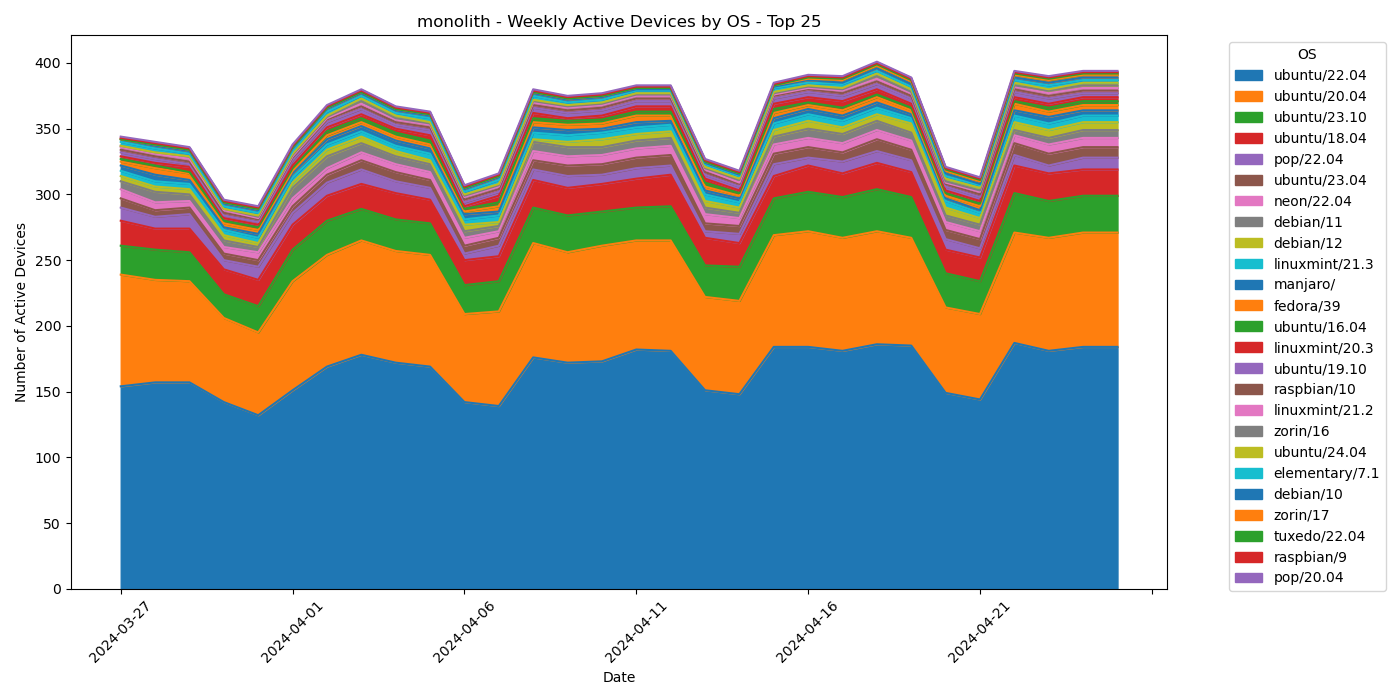 monolith - Weekly Active Devices by OS - Top 25
Number of Active Devices
400
350
300
250
200
150
100
50
0
2024-03-27
2024-04-01
2024-04-06
2024-04-11
2024-04-16
2024-04-21
Date
OS
ubuntu/22.04
ubuntu/20.04
ubuntu/23.10
ubuntu/18.04
pop/22.04
ubuntu/23.04
neon/22.04
debian/11
debian/12
linuxmint/21.3
manjaro/
fedora/39
ubuntu/16.04
linuxmint/20.3
ubuntu/19.10
raspbian/10
linuxmint/21.2
zorin/16
ubuntu/24.04
elementary/7.1
debian/10
zorin/17
tuxedo/22.04
raspbian/9
pop/20.04